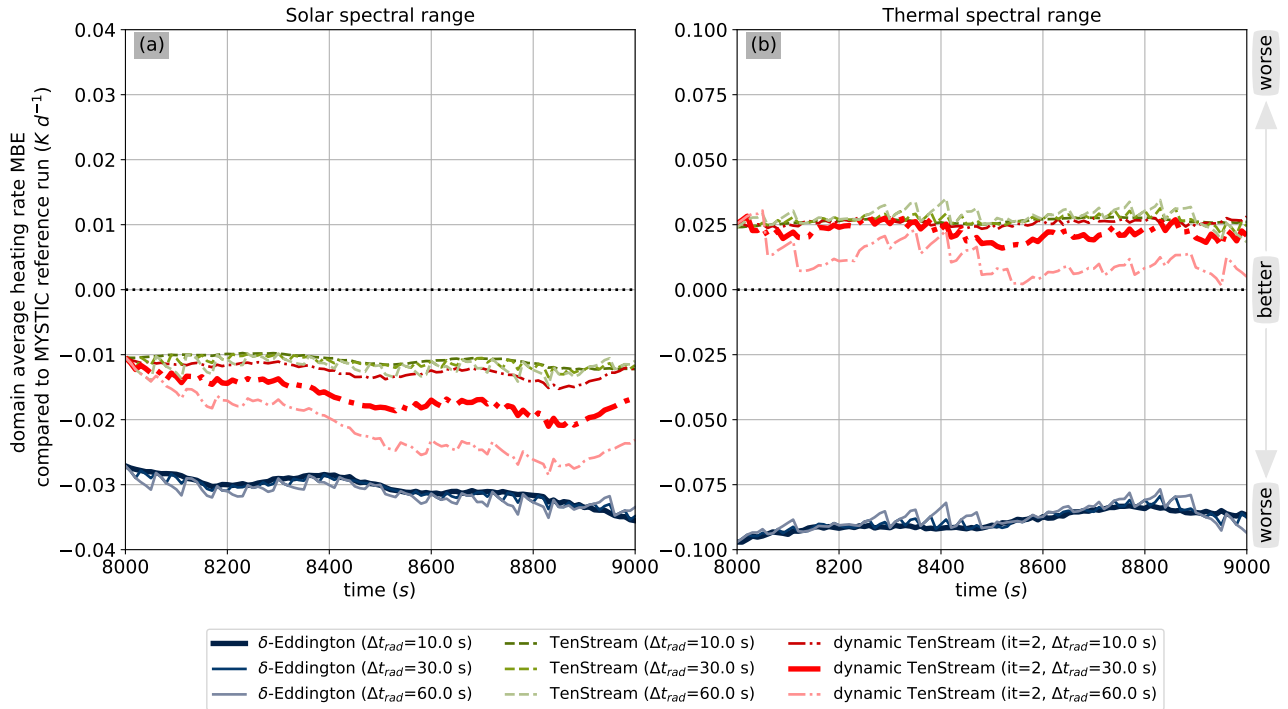 Solar spectral range
Thermal spectral range
(a)
(b)
domain average heating rate MBE
compared to MYSTIC reference run (K d⁻¹)
0.04
0.03
0.02
0.01
0.00
−0.01
−0.02
−0.03
−0.04
8000
8200
8400
8600
8800
9000
time (s)
0.100
0.075
0.050
0.025
0.000
−0.025
−0.050
−0.075
−0.100
8000
8200
8400
8600
8800
9000
time (s)
worse
better
worse
δ-Eddington (Δt_rad=10.0 s)
δ-Eddington (Δt_rad=30.0 s)
δ-Eddington (Δt_rad=60.0 s)
TenStream (Δt_rad=10.0 s)
TenStream (Δt_rad=30.0 s)
TenStream (Δt_rad=60.0 s)
dynamic TenStream (it=2, Δt_rad=10.0 s)
dynamic TenStream (it=2, Δt_rad=30.0 s)
dynamic TenStream (it=2, Δt_rad=60.0 s)